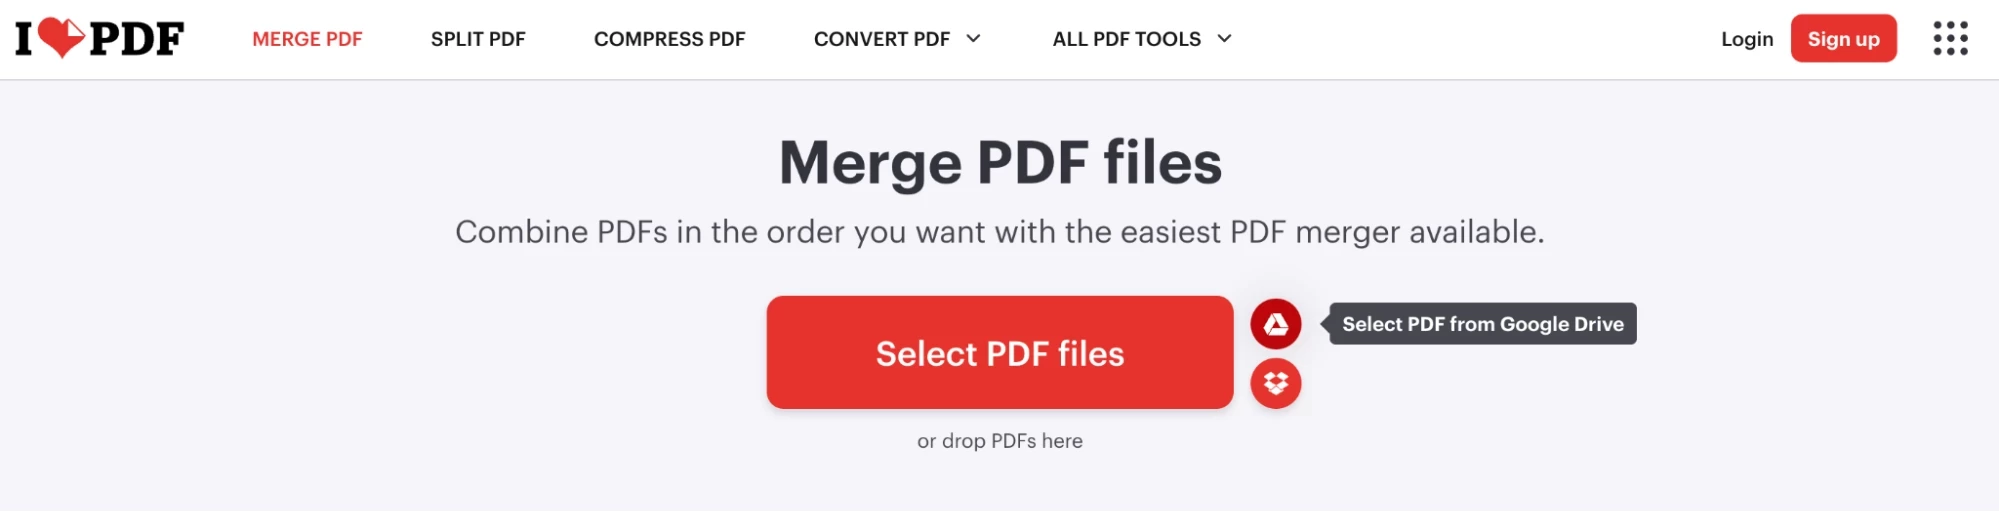 I PDF
MERGE PDF
SPLIT PDF
COMPRESS PDF
CONVERT PDF
ALL PDF TOOLS
Login
Sign up
Merge PDF files
Combine PDFs in the order you want with the easiest PDF merger available.
Select PDF files
Select PDF from Google Drive
or drop PDFs here